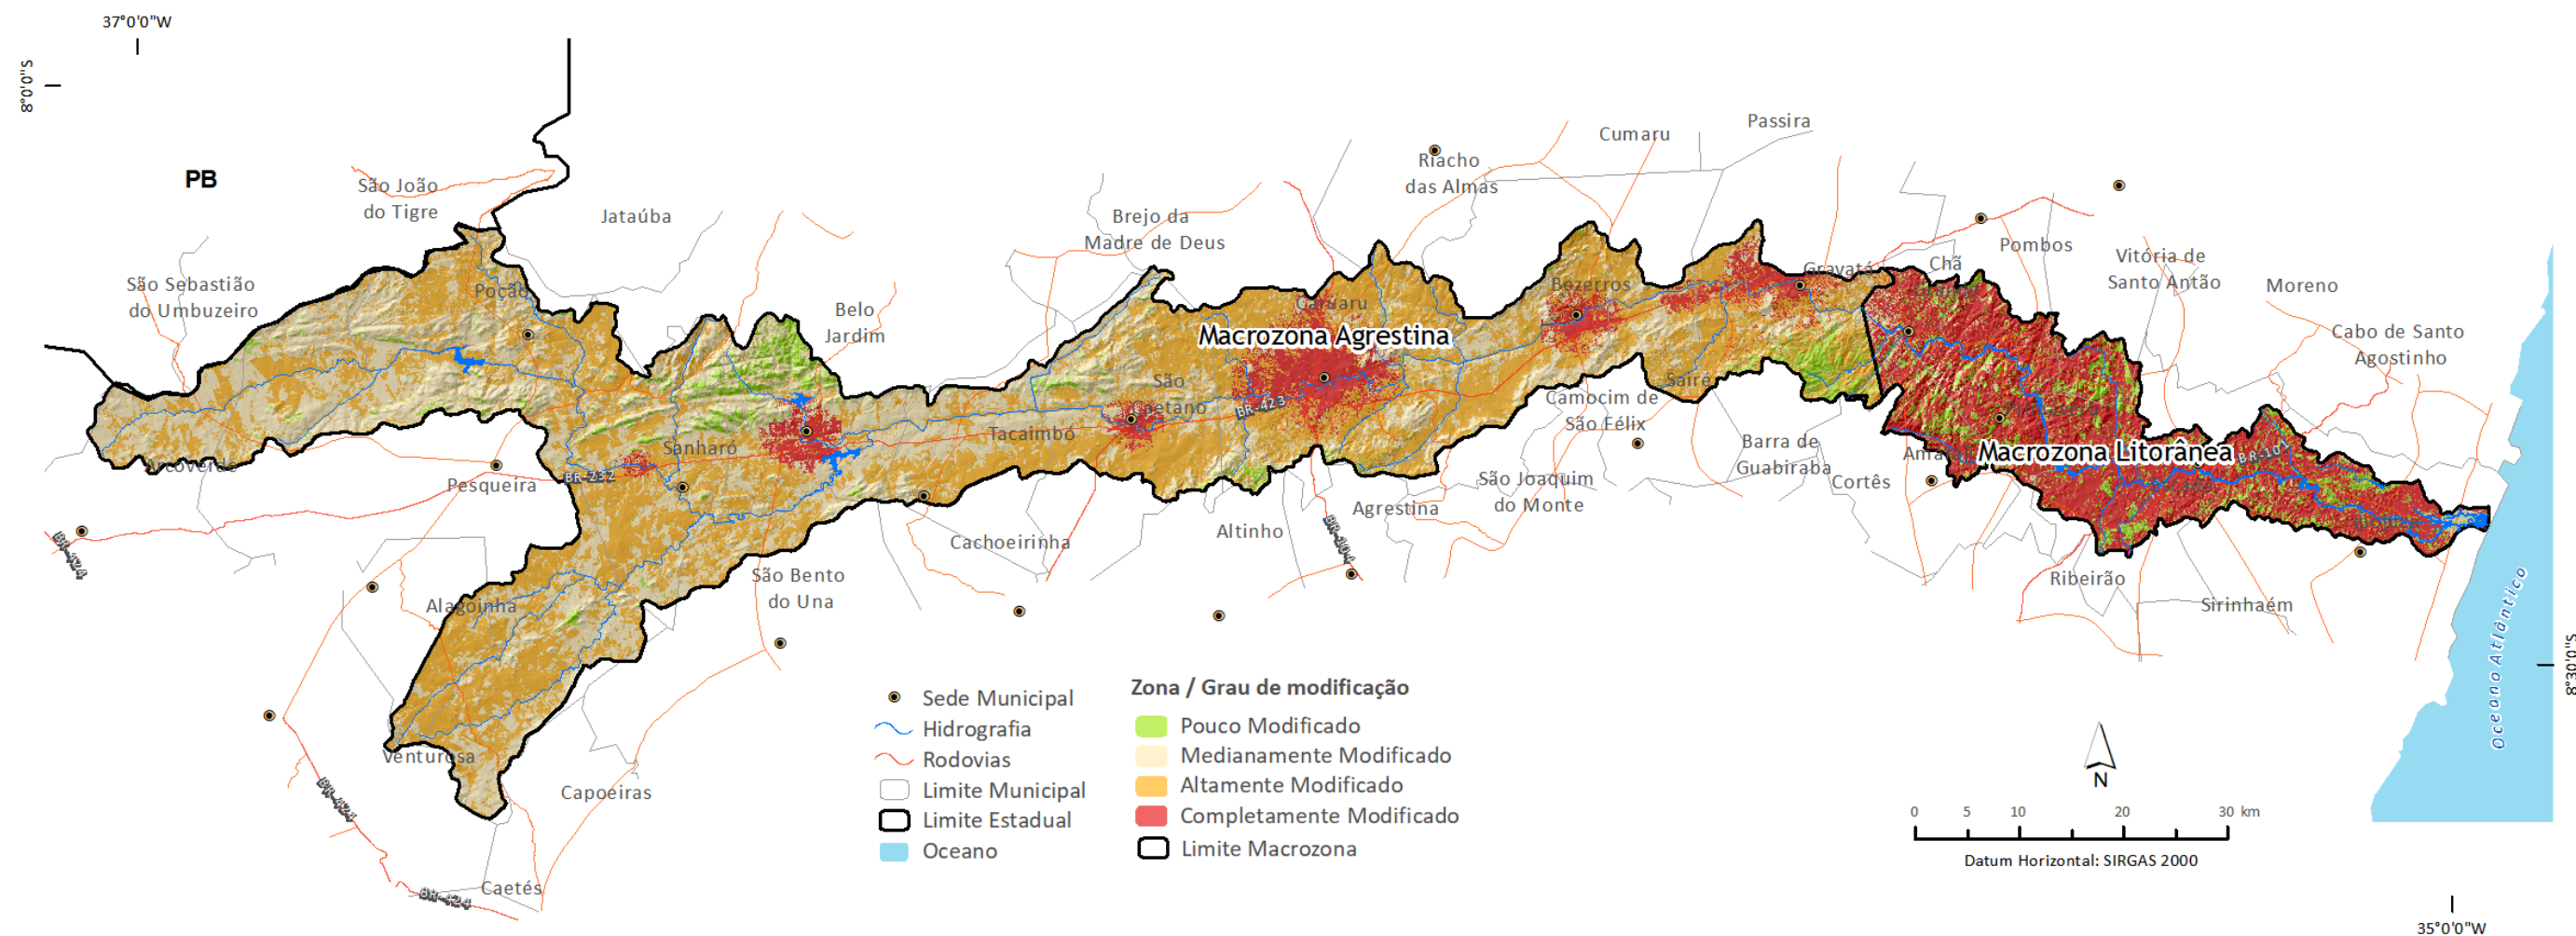 37°0'0"W
8°0'0"S
PB
São João
do Tigre
Jataúba
São Sebastião
do Umbuzeiro
Poção
Belo
Jardim
Brejo da
Madre de Deus
Riacho
das Almas
Cumaru
Passira
Pombos
Vitória de
Santo Antão
Moreno
Cabo de Santo
Agostinho
Chã
Gravatá
Bezerros
Caruaru
Macrozona Agrestina
São
Caetano
BR-423
Sairé
Camocim de
São Félix
Barra de
Guabiraba
Cortês
Macrozona Litorânea
BR-101
Arcoverde
Pesqueira
BR-232
Sanharó
Tacaimbó
São Joaquim
do Monte
Agrestina
Altinho
Cachoeirinha
BR-104
BR-424
Alagoinha
São Bento
do Una
Ribeirão
Sirinhaém
Oceano Atlântico
8°30'0"S
Venturosa
Capoeiras
BR-424
Caetés
Sede Municipal
Hidrografia
Rodovias
Limite Municipal
Limite Estadual
Oceano
Zona / Grau de modificação
Pouco Modificado
Medianamente Modificado
Altamente Modificado
Completamente Modificado
Limite Macrozona
N
0 5 10 20 30 km
Datum Horizontal: SIRGAS 2000
35°0'0"W